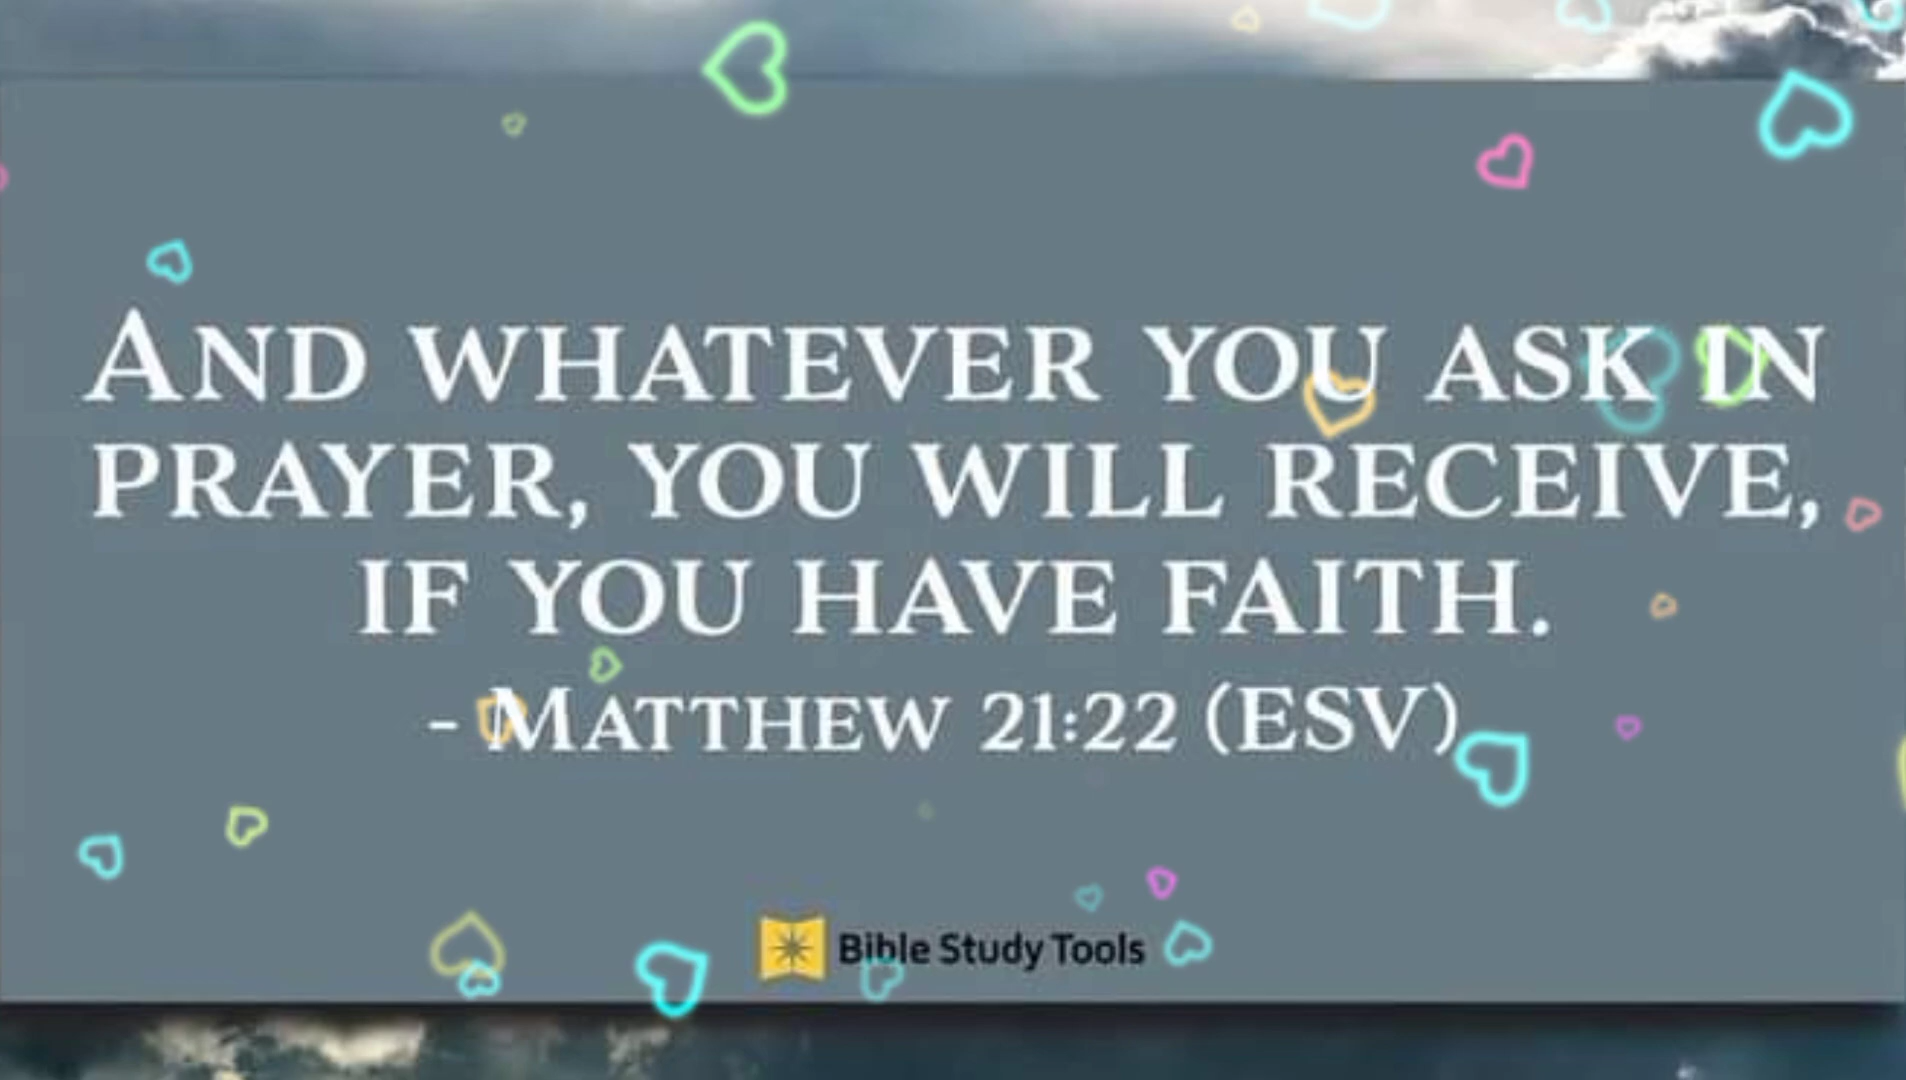 And whatever you ask in
prayer, you will receive,
if you have faith.
- Matthew 21:22 (ESV)
Bible Study Tools